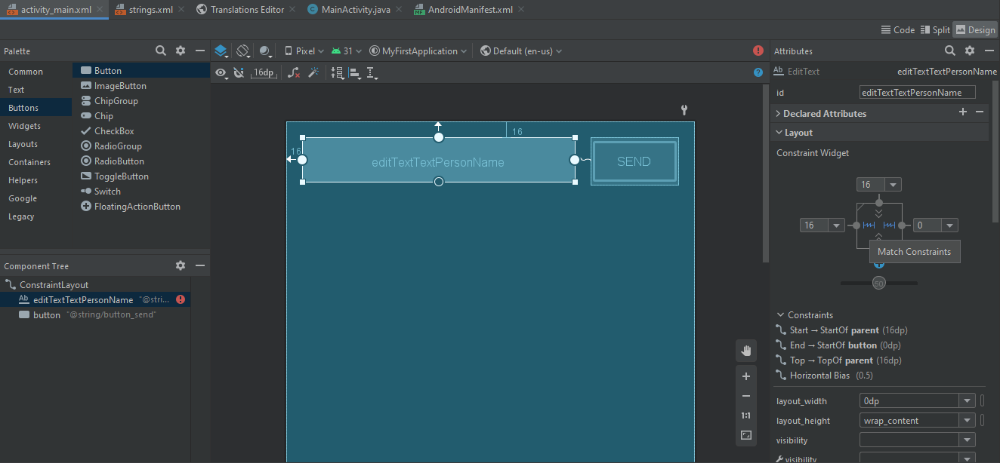 activity_main.xml
strings.xml
Translations Editor
MainActivity.java
AndroidManifest.xml
Code
Split
Design
Palette
Pixel
31
MyFirstApplication
Default (en-us)
Attributes
Common
Text
Buttons
Widgets
Layouts
Containers
Helpers
Google
Legacy
Button
ImageButton
ChipGroup
Chip
CheckBox
RadioGroup
RadioButton
ToggleButton
Switch
FloatingActionButton
16dp
Ab EditText
editTextTextPersonName
id
editTextTextPersonName
Declared Attributes
Layout
Constraint Widget
16
16
editTextTextPersonName
SEND
16
16
0
Match Constraints
50
Component Tree
ConstraintLayout
Ab editTextTextPersonName "@stri...
button "@string/button_send"
1:1
Constraints
Start → StartOf parent (16dp)
End → StartOf button (0dp)
Top → TopOf parent (16dp)
Horizontal Bias (0.5)
layout_width
0dp
layout_height
wrap_content
visibility
visibility